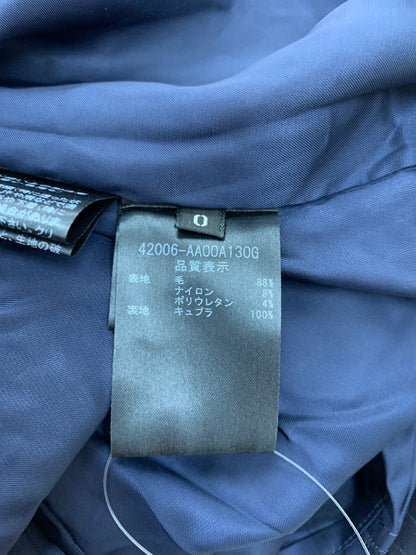 0
42006-AA00A130G
品質表示
表地 毛 88%
ナイロン 8%
ポリウレタン 4%
裏地 キュプラ 100%